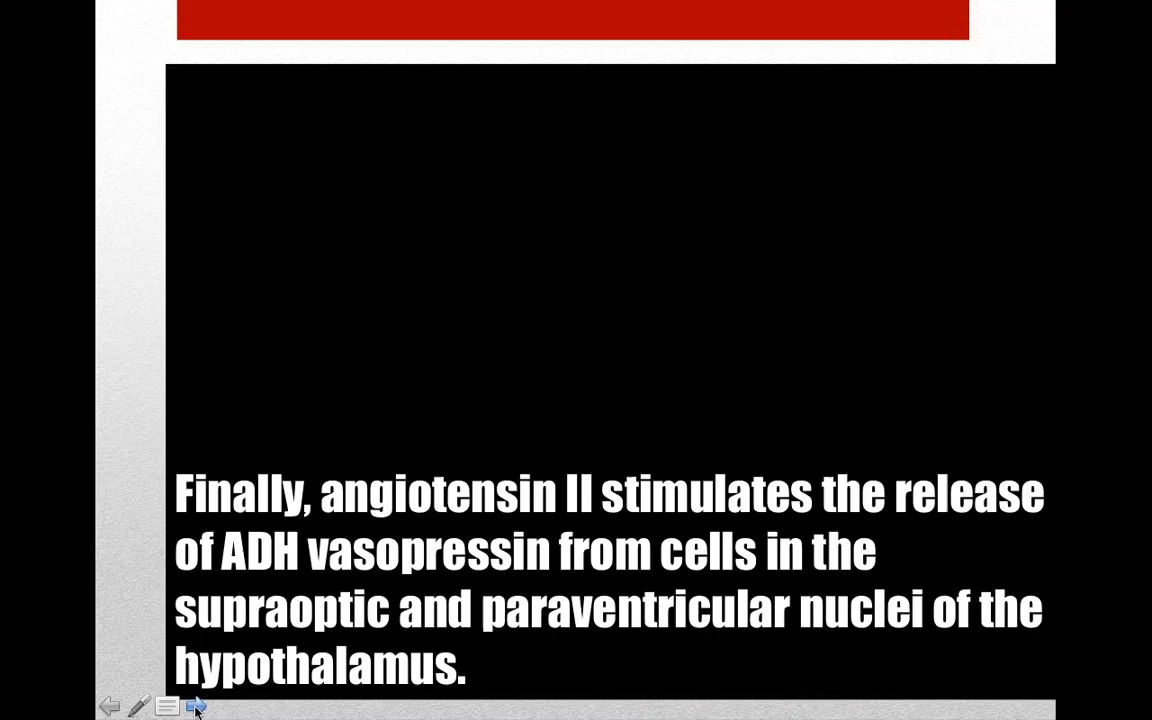 Finally, angiotensin II stimulates the release
of ADH vasopressin from cells in the
supraoptic and paraventricular nuclei of the
hypothalamus.